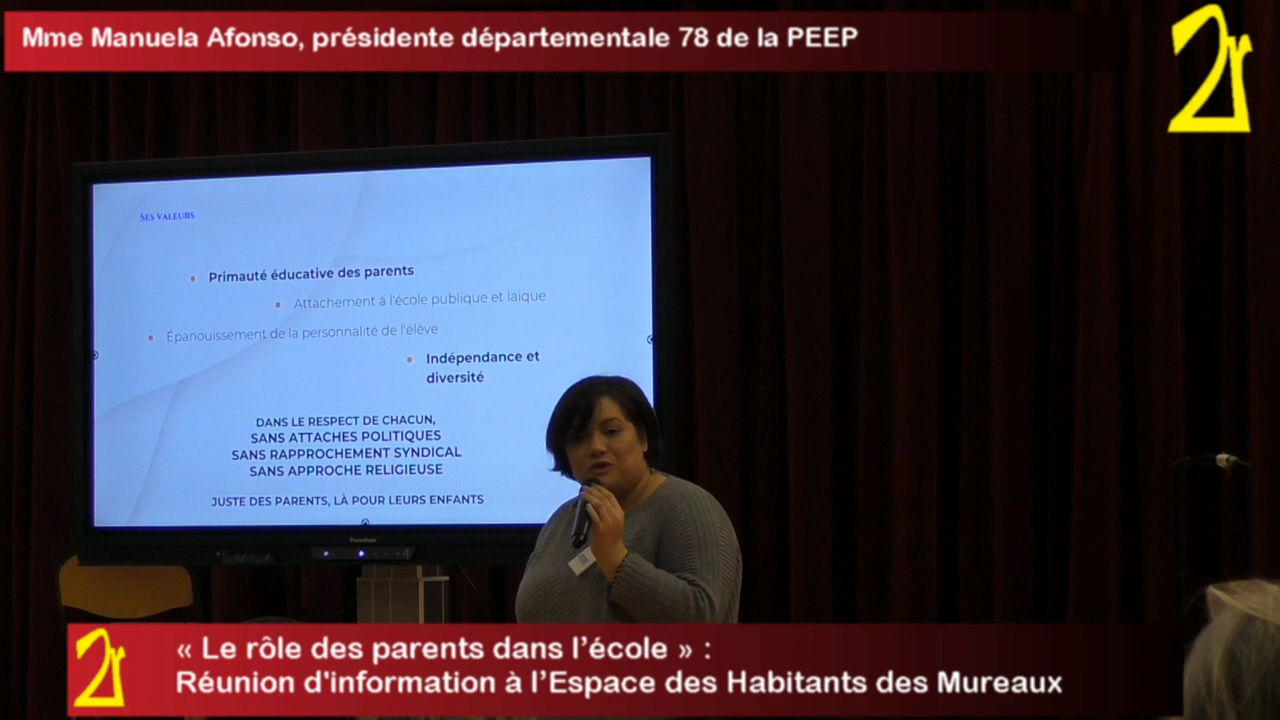 Mme Manuela Afonso, présidente départementale 78 de la PEEP
2r
SES VALEURS
Primauté éducative des parents
Attachement à l'école publique et laïque
Épanouissement de la personnalité de l'élève
Indépendance et
diversité
DANS LE RESPECT DE CHACUN,
SANS ATTACHES POLITIQUES
SANS RAPPROCHEMENT SYNDICAL
SANS APPROCHE RELIGIEUSE
JUSTE DES PARENTS, LÀ POUR LEURS ENFANTS
Promethean
2r
« Le rôle des parents dans l’école » :
Réunion d'information à l’Espace des Habitants des Mureaux